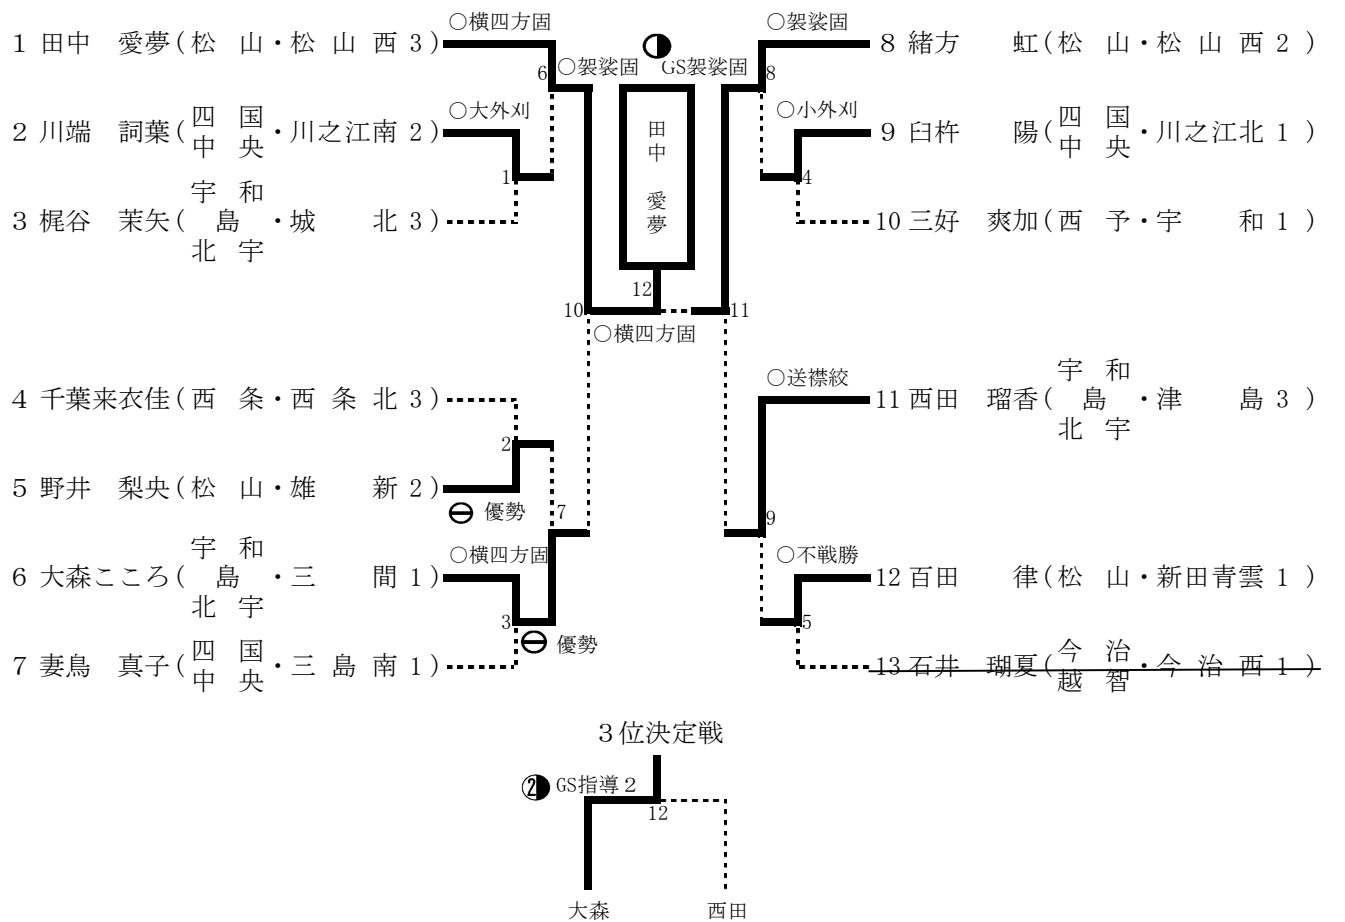 1 田中　愛夢(松　山・松山西3)
○横四方固
6
○袈裟固
2 川端　詞葉(四国中央・川之江南2)
○大外刈
1
3 梶谷　茉矢(宇和島北宇・城　北3)
4 千葉来衣佳(西　条・西条北3)
2
5 野井　梨央(松　山・雄　新2)
優勢
7
6 大森こころ(宇和島北宇・三　間1)
○横四方固
3
優勢
7 妻鳥　真子(四国中央・三島南1)
田中　愛夢
12
10
11
○横四方固
○袈裟固
8 緒方　虹(松　山・松山西2)
GS袈裟固
8
○小外刈
9 臼杵　陽(四国中央・川之江北1)
4
10 三好　爽加(西　予・宇　和1)
○送襟絞
11 西田　瑠香(宇和島北宇・津　島3)
9
○不戦勝
12 百田　律(松　山・新田青雲1)
5
13 石井　瑚夏(今治越智・今治西1)
３位決定戦
② GS指導２
12
大森
西田